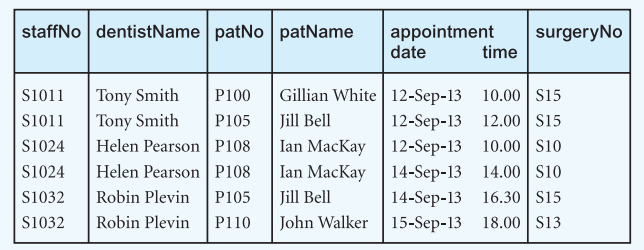 staffNo dentistName patNo patName appointment surgeryNo
date time
S1011 Tony Smith P100 Gillian White 12-Sep-13 10.00 S15
S1011 Tony Smith P105 Jill Bell 12-Sep-13 12.00 S15
S1024 Helen Pearson P108 Ian MacKay 12-Sep-13 10.00 S10
S1024 Helen Pearson P108 Ian MacKay 14-Sep-13 14.00 S10
S1032 Robin Plevin P105 Jill Bell 14-Sep-13 16.30 S15
S1032 Robin Plevin P110 John Walker 15-Sep-13 18.00 S13